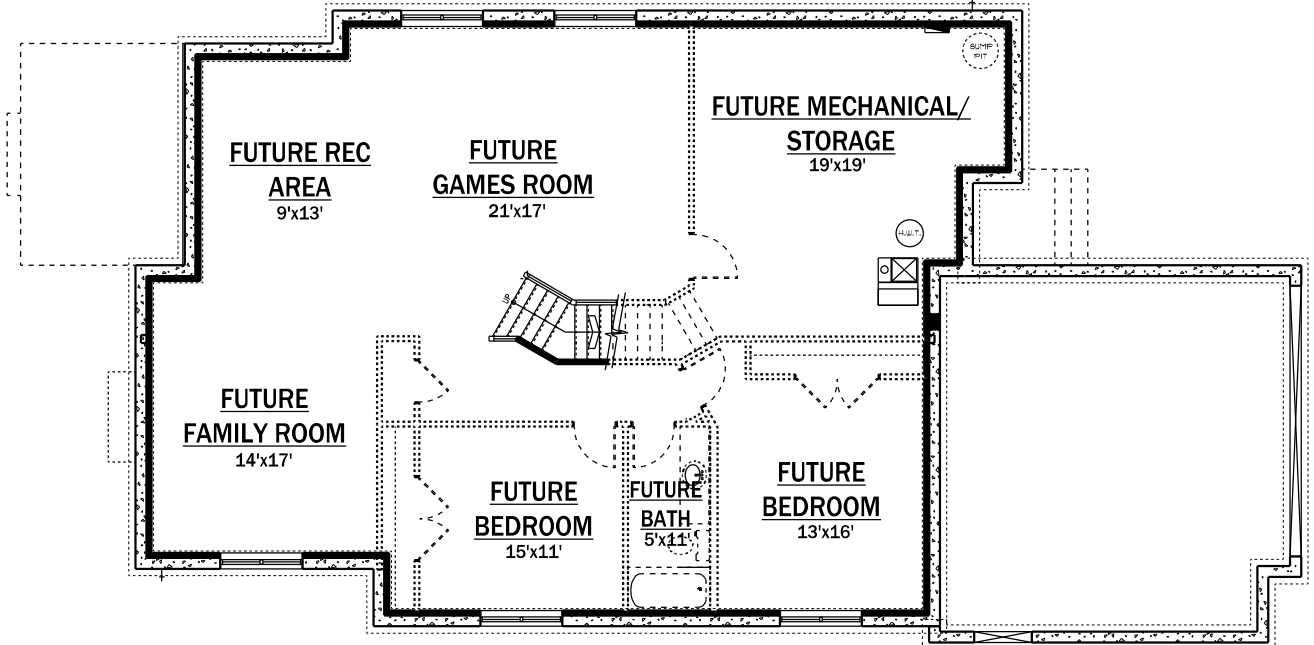 SUMP
PIT
FUTURE MECHANICAL/
STORAGE
19'x19'
FUTURE REC
AREA
9'x13'
FUTURE
GAMES ROOM
21'x17'
H.W.T.
UP
FUTURE
FAMILY ROOM
14'x17'
FUTURE
BEDROOM
15'x11'
FUTURE
BATH
5'x11'
FUTURE
BEDROOM
13'x16'